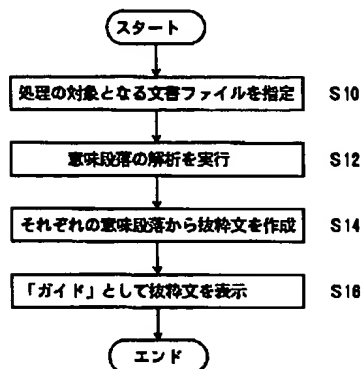 スタート
処理の対象となる文書ファイルを指定 S10
意味段落の解析を実行 S12
それぞれの意味段落から抜粋文を作成 S14
「ガイド」として抜粋文を表示 S16
エンド